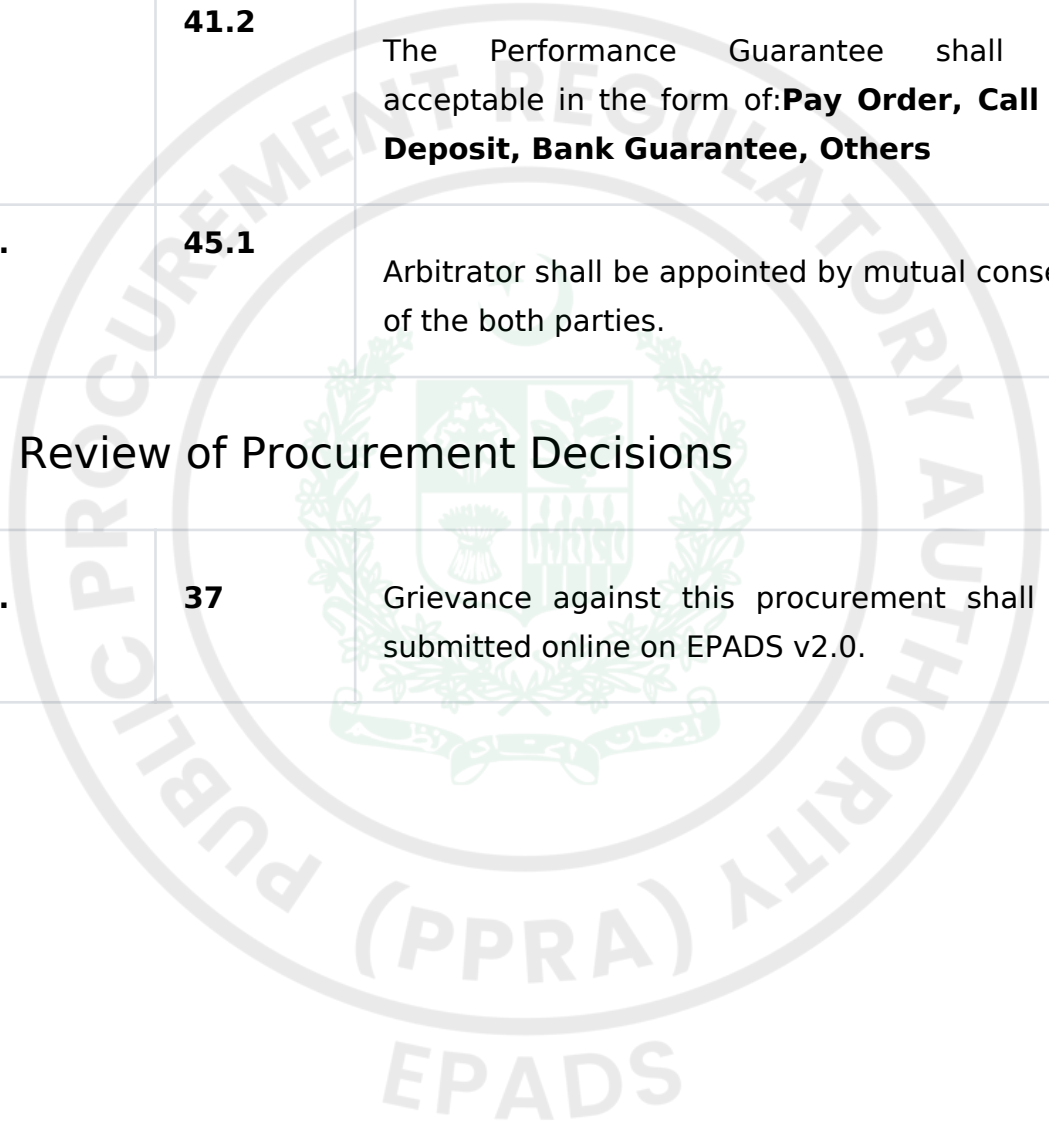 41.2
The Performance Guarantee shall
acceptable in the form of:Pay Order, Call
Deposit, Bank Guarantee, Others
. 45.1
Arbitrator shall be appointed by mutual conse
of the both parties.
Review of Procurement Decisions
. 37 Grievance against this procurement shall
submitted online on EPADS v2.0.
PUBLIC PROCUREMENT REGULATORY AUTHORITY
(PPRA)
EPADS